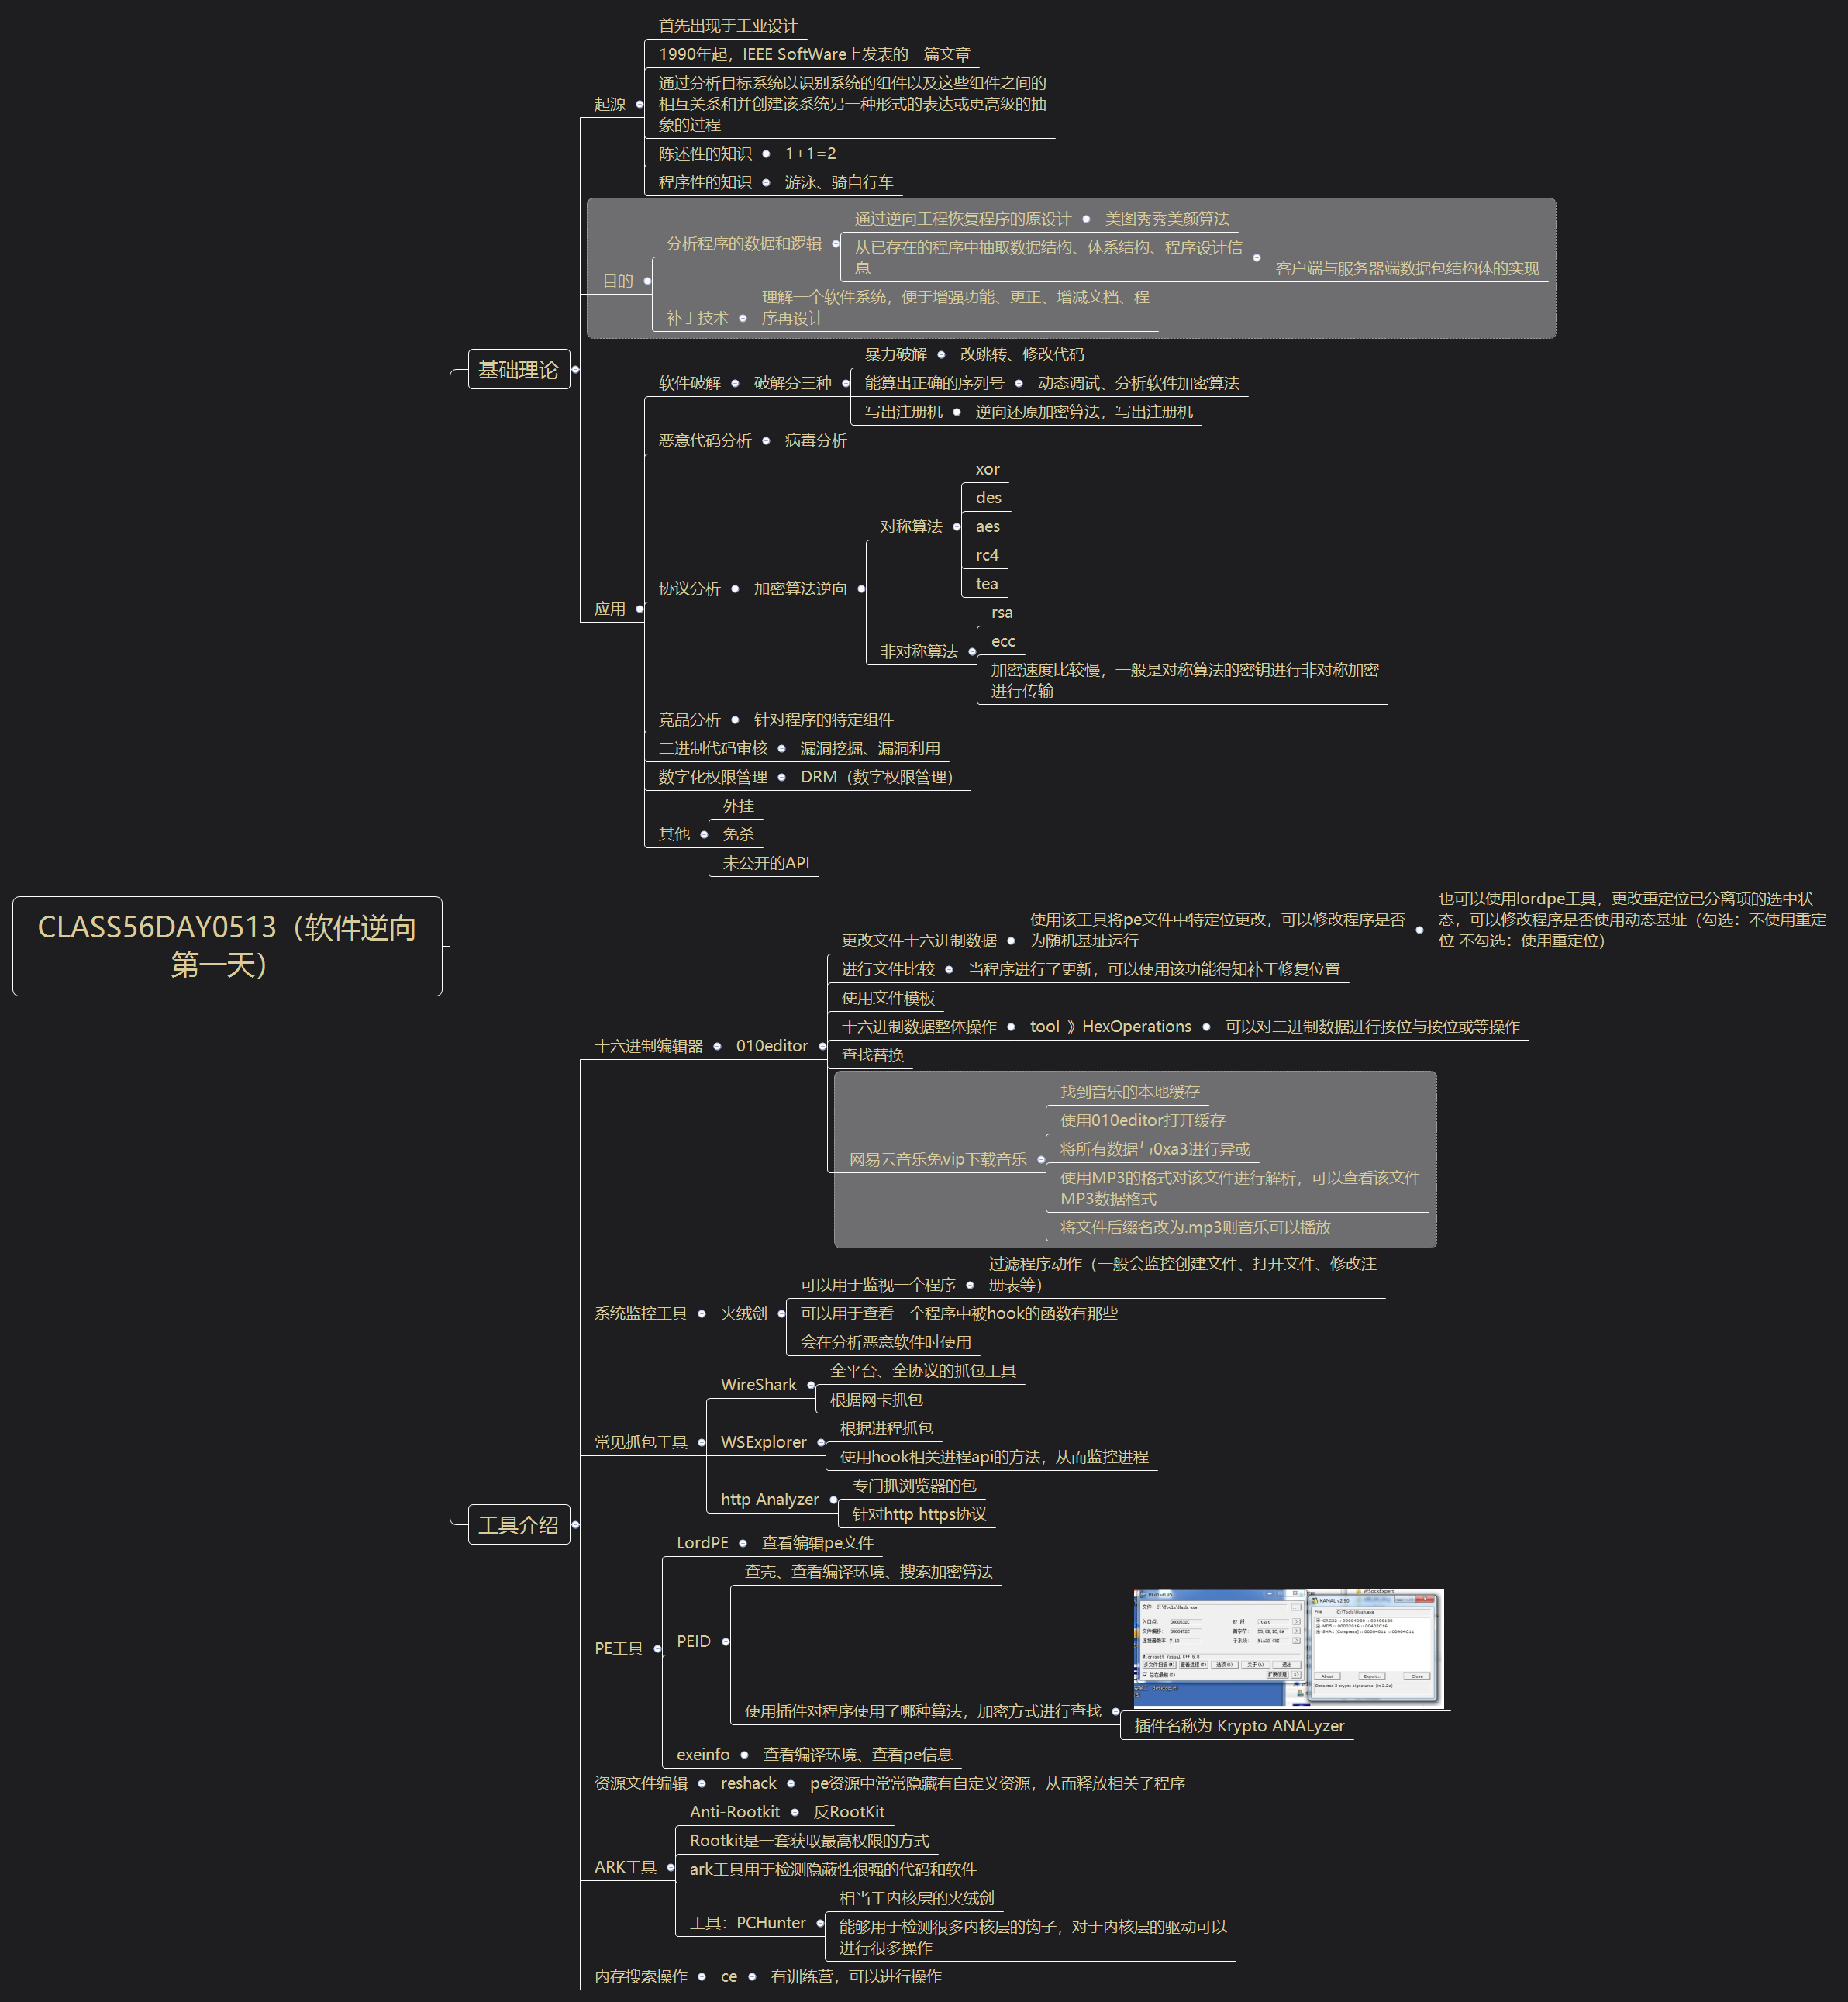 CLASS56DAY0513（软件逆向
第一天）
基础理论
起源
首先出现于工业设计
1990年起，IEEE SoftWare上发表的一篇文章
通过分析目标系统以识别系统的组件以及这些组件之间的
相互关系和并创建该系统另一种形式的表达或更高级的抽
象的过程
陈述性的知识
1+1=2
程序性的知识
游泳、骑自行车
目的
分析程序的数据和逻辑
通过逆向工程恢复程序的原设计
美图秀秀美颜算法
从已存在的程序中抽取数据结构、体系结构、程序设计信
息
客户端与服务器端数据包结构体的实现
补丁技术
理解一个软件系统，便于增强功能、更正、增减文档、程
序再设计
应用
软件破解
破解分三种
暴力破解
改跳转、修改代码
能算出正确的序列号
动态调试、分析软件加密算法
写出注册机
逆向还原加密算法，写出注册机
恶意代码分析
病毒分析
协议分析
加密算法逆向
对称算法
xor
des
aes
rc4
tea
非对称算法
rsa
ecc
加密速度比较慢，一般是对称算法的密钥进行非对称加密
进行传输
竞品分析
针对程序的特定组件
二进制代码审核
漏洞挖掘、漏洞利用
数字化权限管理
DRM（数字权限管理）
其他
外挂
免杀
未公开的API
工具介绍
十六进制编辑器
010editor
更改文件十六进制数据
使用该工具将pe文件中特定位更改，可以修改程序是否
为随机基址运行
也可以使用lordpe工具，更改重定位已分离项的选中状
态，可以修改程序是否使用动态基址（勾选：不使用重定
位 不勾选：使用重定位）
进行文件比较
当程序进行了更新，可以使用该功能得知补丁修复位置
使用文件模板
十六进制数据整体操作
tool-》HexOperations
可以对二进制数据进行按位与按位或等操作
查找替换
网易云音乐免vip下载音乐
找到音乐的本地缓存
使用010editor打开缓存
将所有数据与0xa3进行异或
使用MP3的格式对该文件进行解析，可以查看该文件
MP3数据格式
将文件后缀名改为.mp3则音乐可以播放
系统监控工具
火绒剑
可以用于监视一个程序
过滤程序动作（一般会监控创建文件、打开文件、修改注
册表等）
可以用于查看一个程序中被hook的函数有那些
会在分析恶意软件时使用
常见抓包工具
WireShark
全平台、全协议的抓包工具
根据网卡抓包
WSExplorer
根据进程抓包
使用hook相关进程api的方法，从而监控进程
http Analyzer
专门抓浏览器的包
针对http https协议
PE工具
LordPE
查看编辑pe文件
PEID
查壳、查看编译环境、搜索加密算法
使用插件对程序使用了哪种算法，加密方式进行查找
PEiD v0.95
KANAL v2.90
About
Export...
Close
插件名称为 Krypto ANALyzer
exeinfo
查看编译环境、查看pe信息
资源文件编辑
reshack
pe资源中常常隐藏有自定义资源，从而释放相关子程序
ARK工具
Anti-Rootkit
反RootKit
Rootkit是一套获取最高权限的方式
ark工具用于检测隐蔽性很强的代码和软件
工具：PCHunter
相当于内核层的火绒剑
能够用于检测很多内核层的钩子，对于内核层的驱动可以
进行很多操作
内存搜索操作
ce
有训练营，可以进行操作